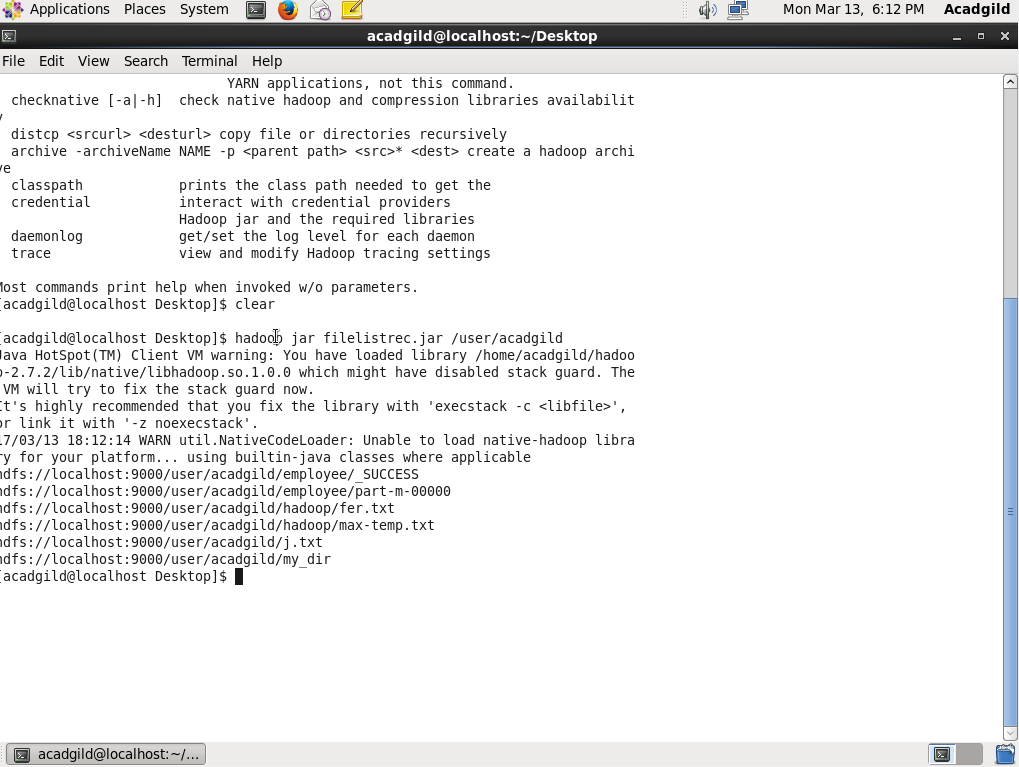 Applications Places System Mon Mar 13, 6:12 PM Acadgild
acadgild@localhost:~/Desktop
File Edit View Search Terminal Help
YARN applications, not this command.
checknative [-a|-h]  check native hadoop and compression libraries availabilit
y
distcp <srcurl> <desturl> copy file or directories recursively
archive -archiveName NAME -p <parent path> <src>* <dest> create a hadoop archi
ve
classpath            prints the class path needed to get the
credential           interact with credential providers
Hadoop jar and the required libraries
daemonlog            get/set the log level for each daemon
trace                view and modify Hadoop tracing settings
Most commands print help when invoked w/o parameters.
[acadgild@localhost Desktop]$ clear
[acadgild@localhost Desktop]$ hadoop jar filelistrec.jar /user/acadgild
Java HotSpot(TM) Client VM warning: You have loaded library /home/acadgild/hadoo
p-2.7.2/lib/native/libhadoop.so.1.0.0 which might have disabled stack guard. The
VM will try to fix the stack guard now.
It's highly recommended that you fix the library with 'execstack -c <libfile>',
or link it with '-z noexecstack'.
17/03/13 18:12:14 WARN util.NativeCodeLoader: Unable to load native-hadoop libra
ry for your platform... using builtin-java classes where applicable
hdfs://localhost:9000/user/acadgild/employee/_SUCCESS
hdfs://localhost:9000/user/acadgild/employee/part-m-00000
hdfs://localhost:9000/user/acadgild/hadoop/fer.txt
hdfs://localhost:9000/user/acadgild/hadoop/max-temp.txt
hdfs://localhost:9000/user/acadgild/j.txt
hdfs://localhost:9000/user/acadgild/my_dir
[acadgild@localhost Desktop]$
acadgild@localhost:~/...